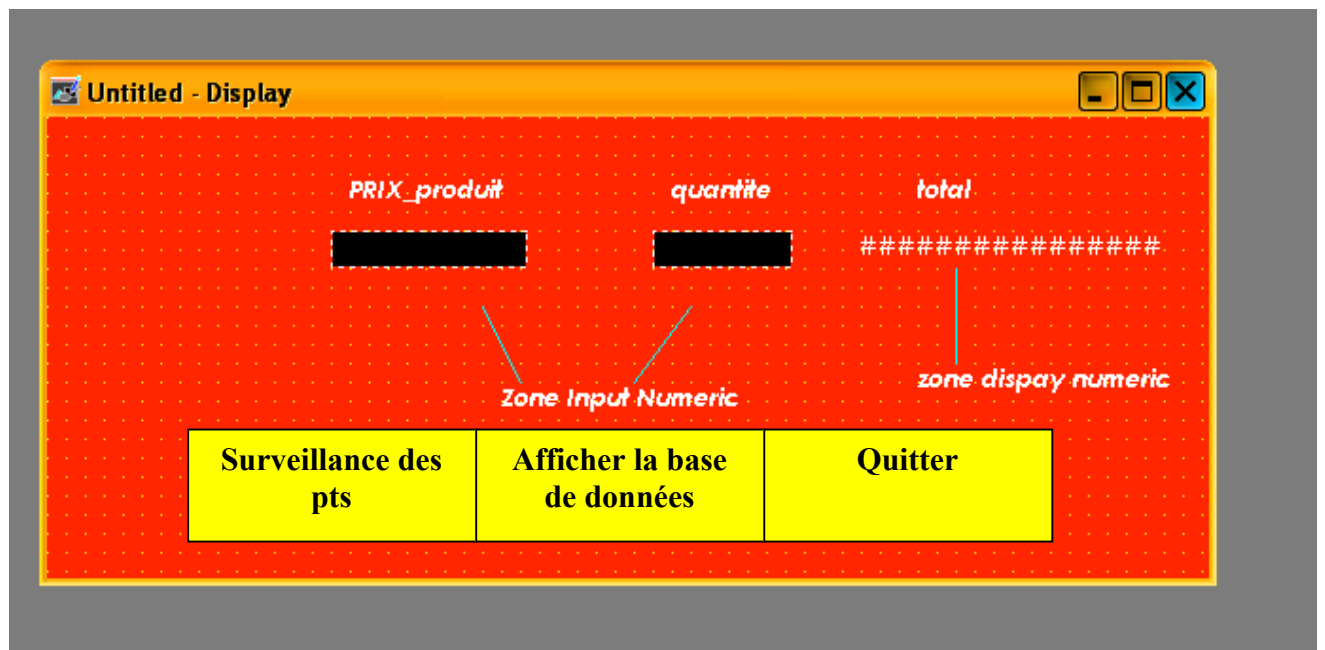 Untitled - Display
PRIX_produit quantite total
################
zone dispay numeric
Zone Input Numeric
Surveillance des
pts
Afficher la base
de données
Quitter